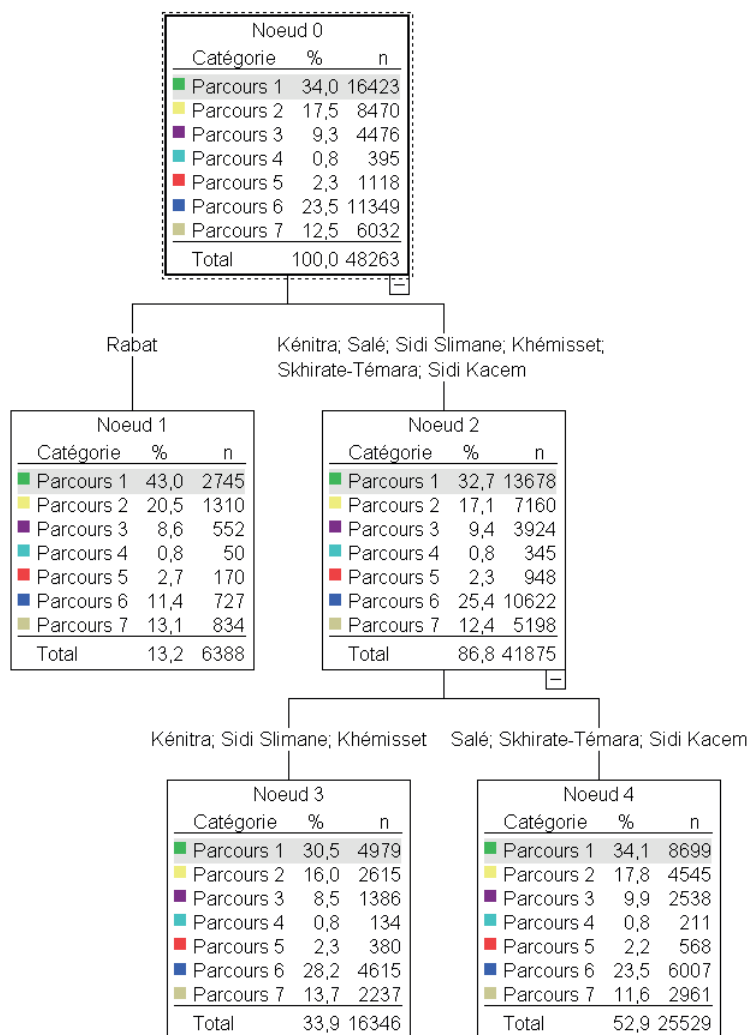 Noeud 0
Catégorie % n
Parcours 1 34,0 16423
Parcours 2 17,5 8470
Parcours 3 9,3 4476
Parcours 4 0,8 395
Parcours 5 2,3 1118
Parcours 6 23,5 11349
Parcours 7 12,5 6032
Total 100,0 48263
Rabat
Kénitra; Salé; Sidi Slimane; Khémisset;
Skhirate-Témara; Sidi Kacem
Noeud 1
Catégorie % n
Parcours 1 43,0 2745
Parcours 2 20,5 1310
Parcours 3 8,6 552
Parcours 4 0,8 50
Parcours 5 2,7 170
Parcours 6 11,4 727
Parcours 7 13,1 834
Total 13,2 6388
Noeud 2
Catégorie % n
Parcours 1 32,7 13678
Parcours 2 17,1 7160
Parcours 3 9,4 3924
Parcours 4 0,8 345
Parcours 5 2,3 948
Parcours 6 25,4 10622
Parcours 7 12,4 5198
Total 86,8 41875
Kénitra; Sidi Slimane; Khémisset
Salé; Skhirate-Témara; Sidi Kacem
Noeud 3
Catégorie % n
Parcours 1 30,5 4979
Parcours 2 16,0 2615
Parcours 3 8,5 1386
Parcours 4 0,8 134
Parcours 5 2,3 380
Parcours 6 28,2 4615
Parcours 7 13,7 2237
Total 33,9 16346
Noeud 4
Catégorie % n
Parcours 1 34,1 8699
Parcours 2 17,8 4545
Parcours 3 9,9 2538
Parcours 4 0,8 211
Parcours 5 2,2 568
Parcours 6 23,5 6007
Parcours 7 11,6 2961
Total 52,9 25529